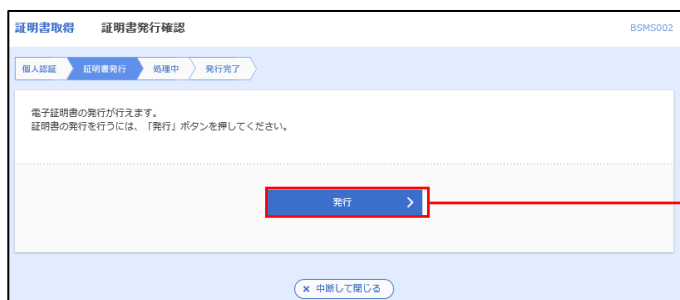 証明書取得 証明書発行確認 BSMS002
個人認証 証明書発行 処理中 発行完了
電子証明書の発行が行えます。
証明書の発行を行うには、「発行」ボタンを押してください。
発行
× 中断して閉じる